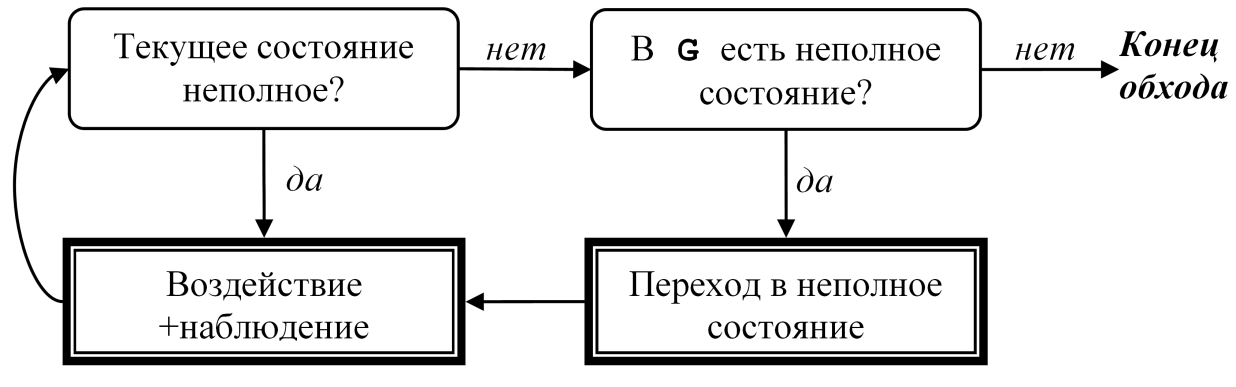 Текущее состояние
неполное?
нет
В G есть неполное
состояние?
нет
Конец
обхода
да
да
Воздействие
+наблюдение
Переход в неполное
состояние